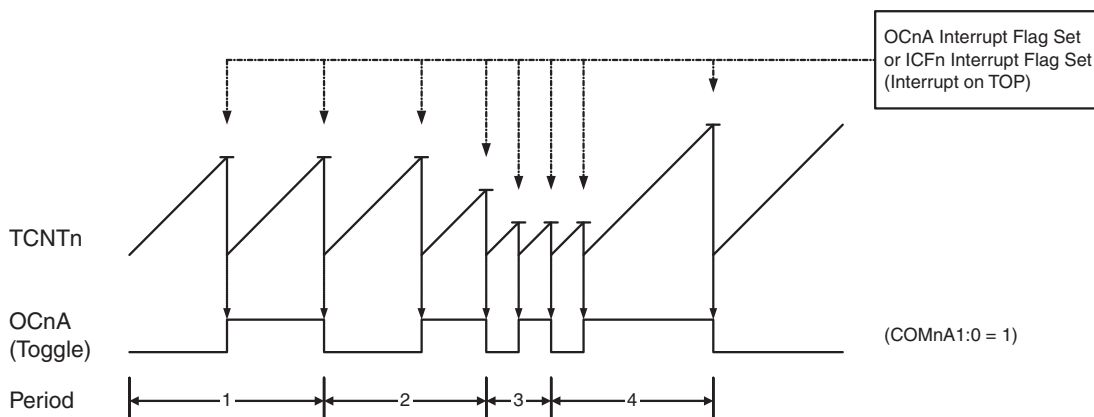 OCnA Interrupt Flag Set
or ICFn Interrupt Flag Set
(Interrupt on TOP)
TCNTn
OCnA
(Toggle)
(COMnA1:0 = 1)
Period
1
2
3
4